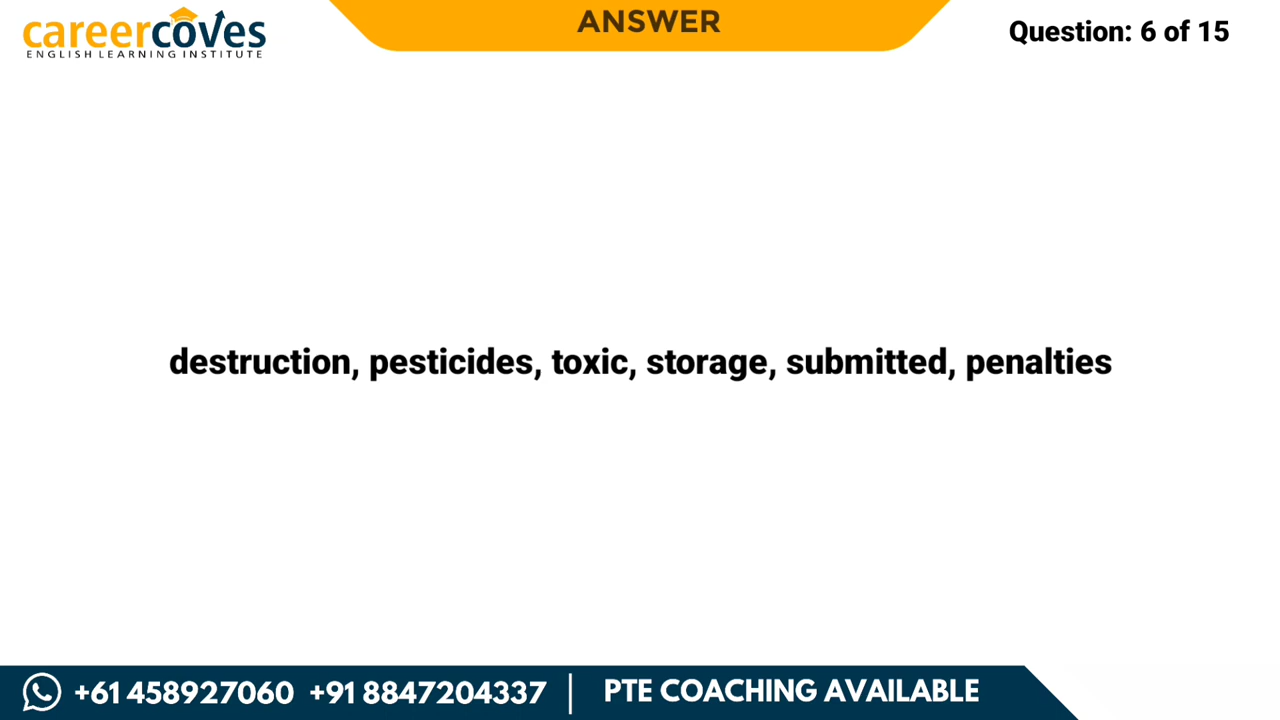 careercoves
ENGLISH LEARNING INSTITUTE
ANSWER
Question: 6 of 15
destruction, pesticides, toxic, storage, submitted, penalties
+61 458927060 +91 8847204337 | PTE COACHING AVAILABLE